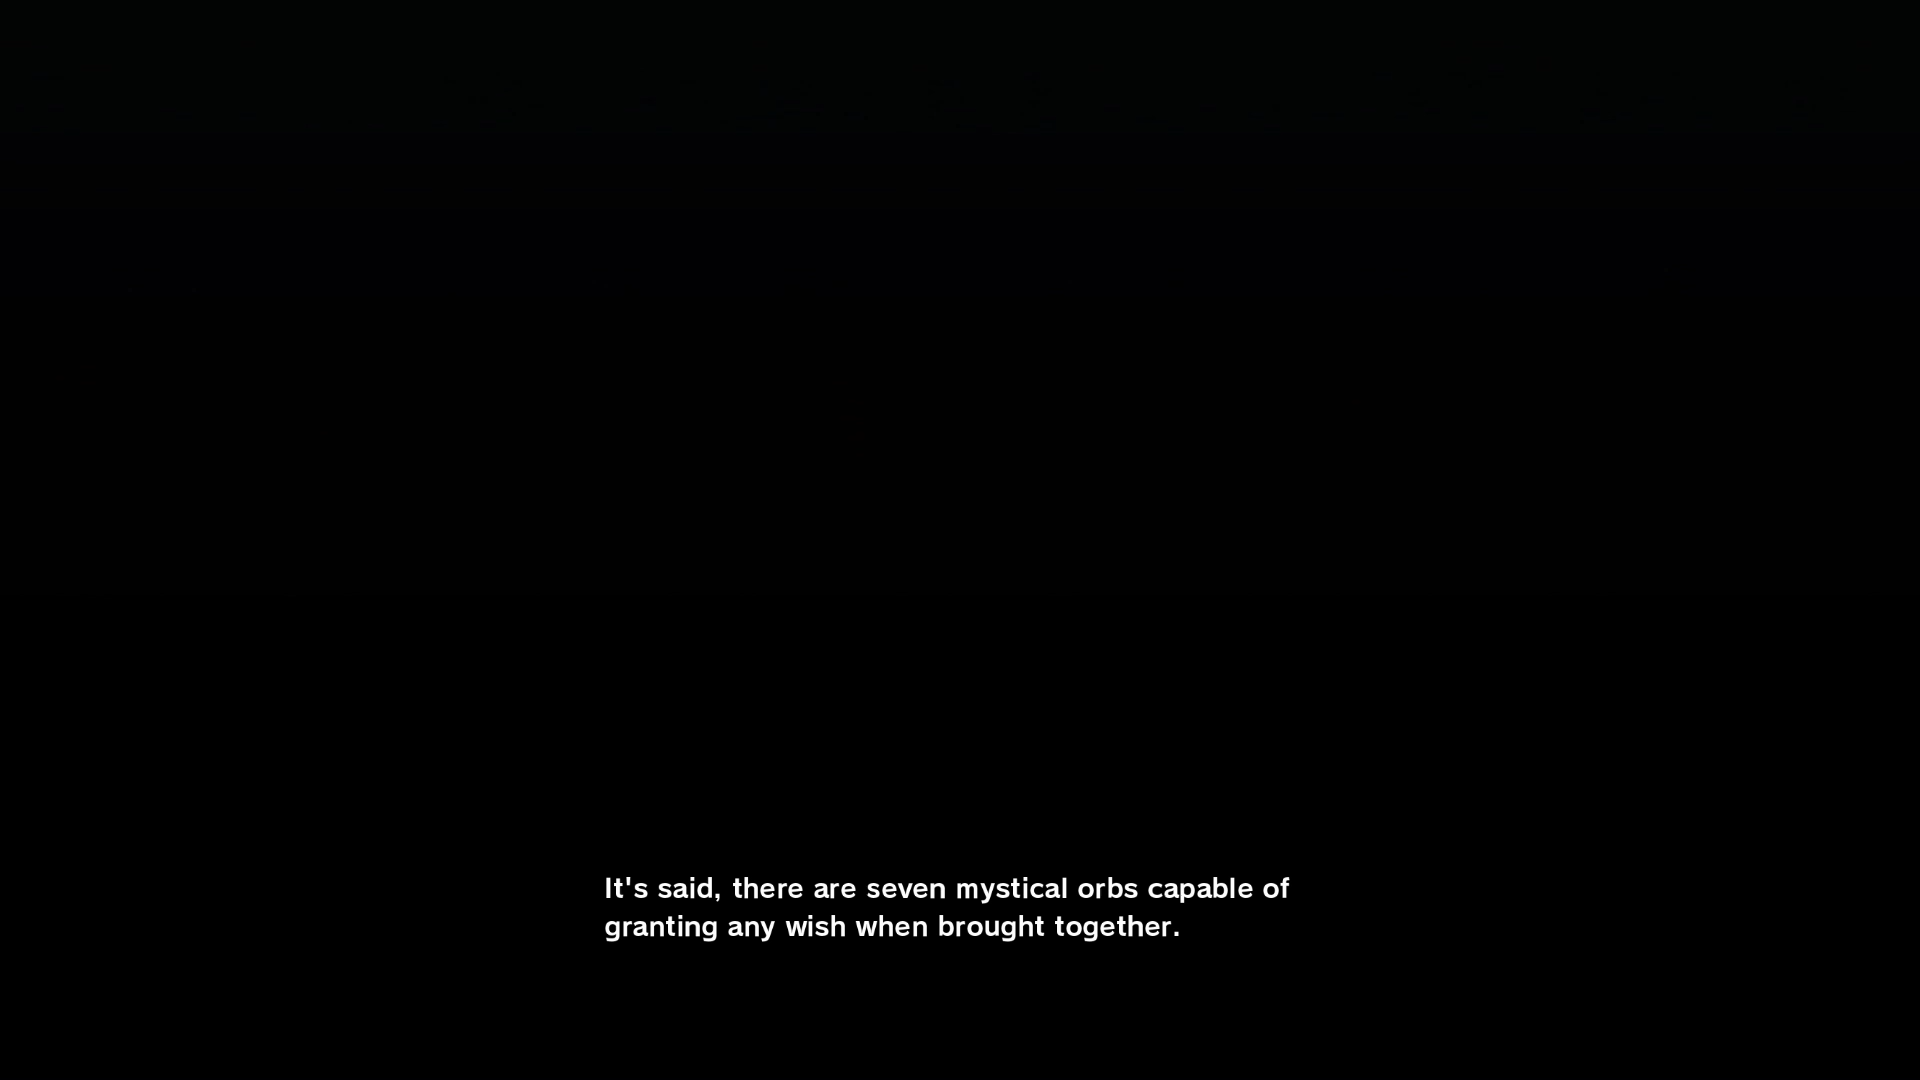 It's said, there are seven mystical orbs capable of
granting any wish when brought together.